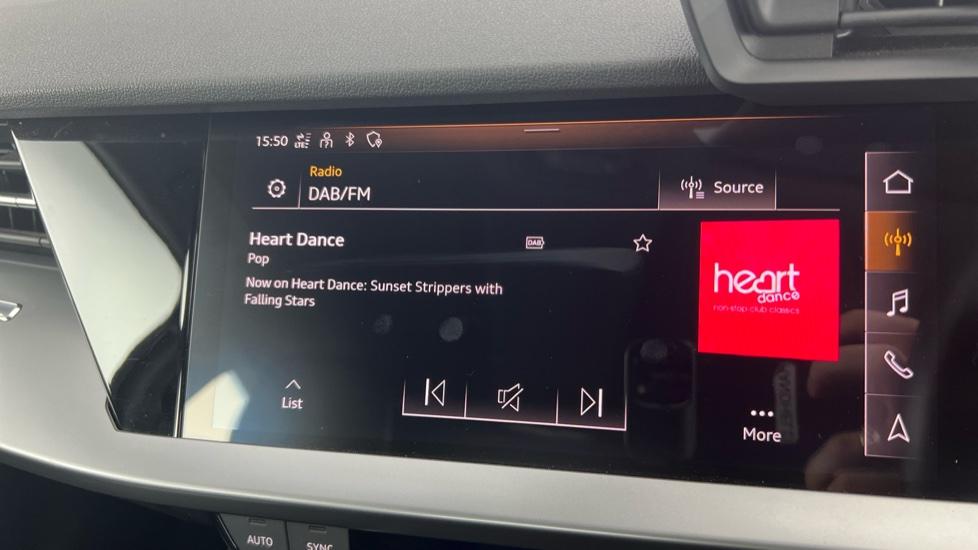 15:50 LTE
Radio
DAB/FM
Source
Heart Dance
DAB
Pop
Now on Heart Dance: Sunset Strippers with
Falling Stars
heart
dance
non-stop club classics
List
More
AUTO
SYNC